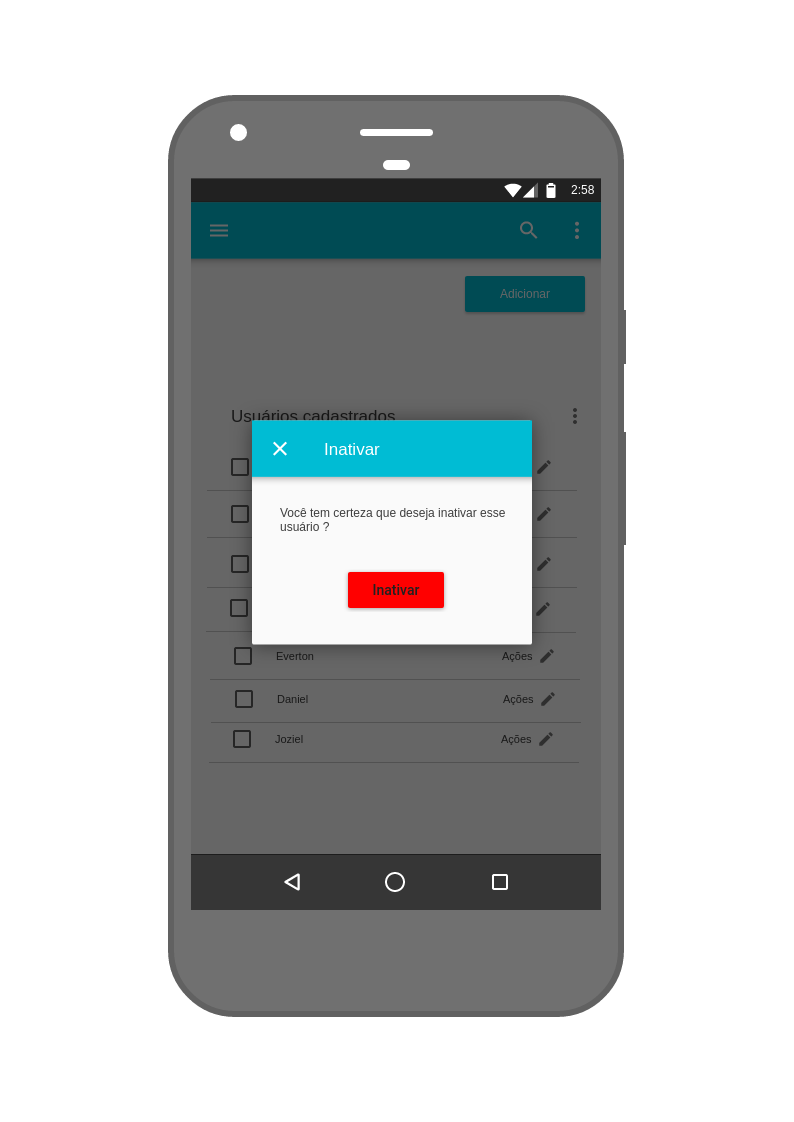 2:58
Adicionar
Usuários cadastrados
Inativar
Você tem certeza que deseja inativar esse
usuário ?
Inativar
Everton Ações
Daniel Ações
Joziel Ações